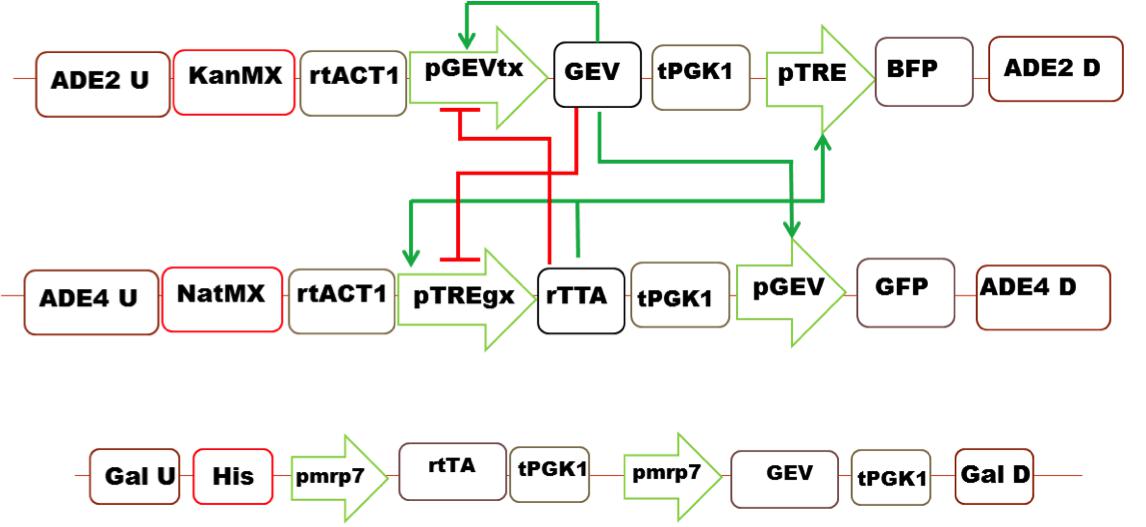 ADE2 U KanMX rtACT1 pGEVtx GEV tPGK1 pTRE BFP ADE2 D
ADE4 U NatMX rtACT1 pTREgx rTTA tPGK1 pGEV GFP ADE4 D
Gal U His pmrp7 rtTA tPGK1 pmrp7 GEV tPGK1 Gal D